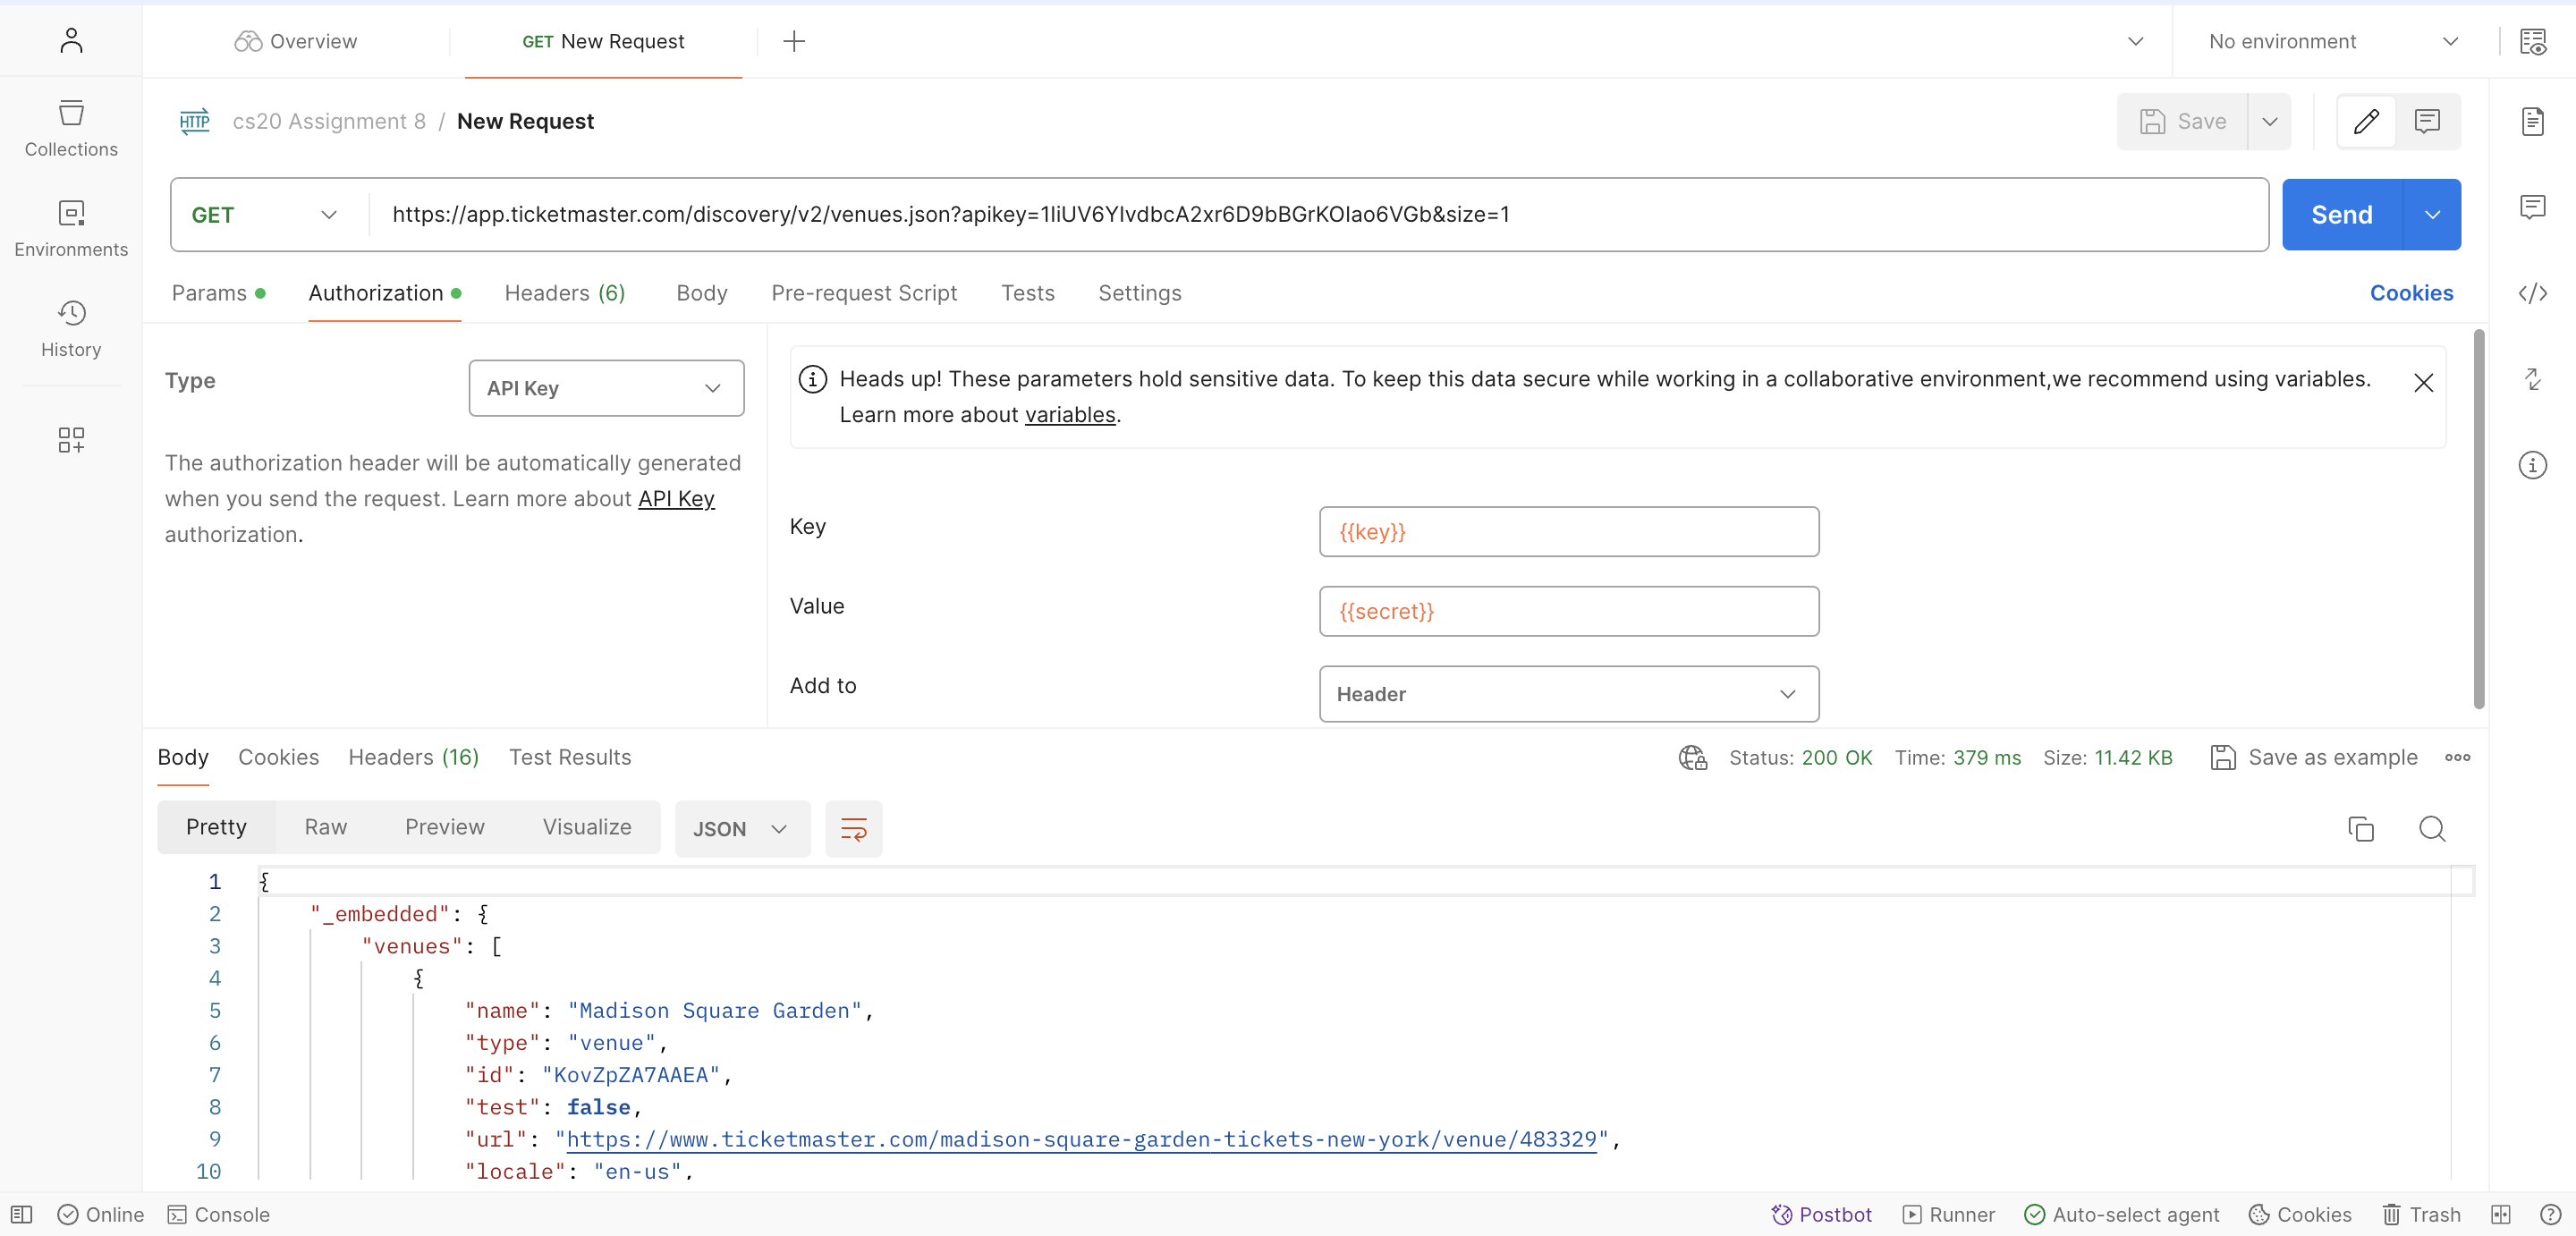 Overview
GET New Request
No environment
Collections
Environments
History
HTTP cs20 Assignment 8 / New Request
Save
GET https://app.ticketmaster.com/discovery/v2/venues.json?apikey=1IiUV6YIvdbcA2xr6D9bBGrKOIao6VGb&size=1
Send
Params Authorization Headers (6) Body Pre-request Script Tests Settings Cookies
Type API Key
The authorization header will be automatically generated
when you send the request. Learn more about API Key
authorization.
Heads up! These parameters hold sensitive data. To keep this data secure while working in a collaborative environment,we recommend using variables.
Learn more about variables.
Key {{key}}
Value {{secret}}
Add to Header
Body Cookies Headers (16) Test Results Status: 200 OK Time: 379 ms Size: 11.42 KB Save as example
Pretty Raw Preview Visualize JSON
1 {
2 "_embedded": {
3 "venues": [
4 {
5 "name": "Madison Square Garden",
6 "type": "venue",
7 "id": "KovZpZA7AAEA",
8 "test": false,
9 "url": "https://www.ticketmaster.com/madison-square-garden-tickets-new-york/venue/483329",
10 "locale": "en-us",
Online Console Postbot Runner Auto-select agent Cookies Trash